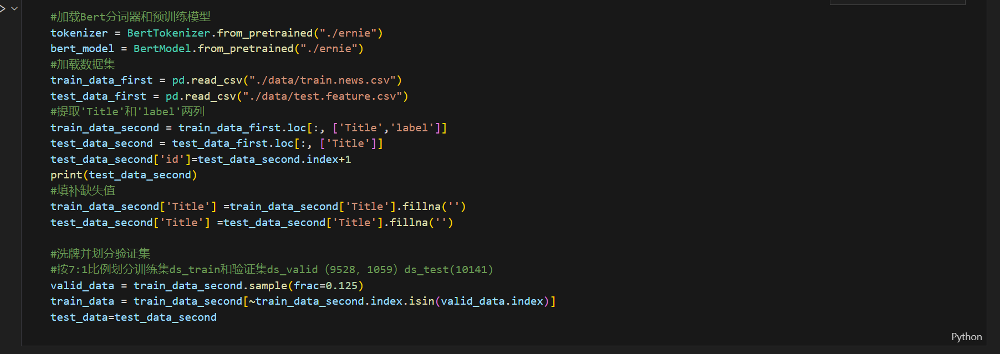 #加载Bert分词器和预训练模型
tokenizer = BertTokenizer.from_pretrained("./ernie")
bert_model = BertModel.from_pretrained("./ernie")
#加载数据集
train_data_first = pd.read_csv("./data/train.news.csv")
test_data_first = pd.read_csv("./data/test.feature.csv")
#提取'Title'和'label'两列
train_data_second = train_data_first.loc[:, ['Title','label']]
test_data_second = test_data_first.loc[:, ['Title']]
test_data_second['id']=test_data_second.index+1
print(test_data_second)
#填补缺失值
train_data_second['Title'] =train_data_second['Title'].fillna('')
test_data_second['Title'] =test_data_second['Title'].fillna('')
#洗牌并划分验证集
#按7:1比例划分训练集ds_train和验证集ds_valid（9528，1059）ds_test(10141)
valid_data = train_data_second.sample(frac=0.125)
train_data = train_data_second[~train_data_second.index.isin(valid_data.index)]
test_data=test_data_second
Python